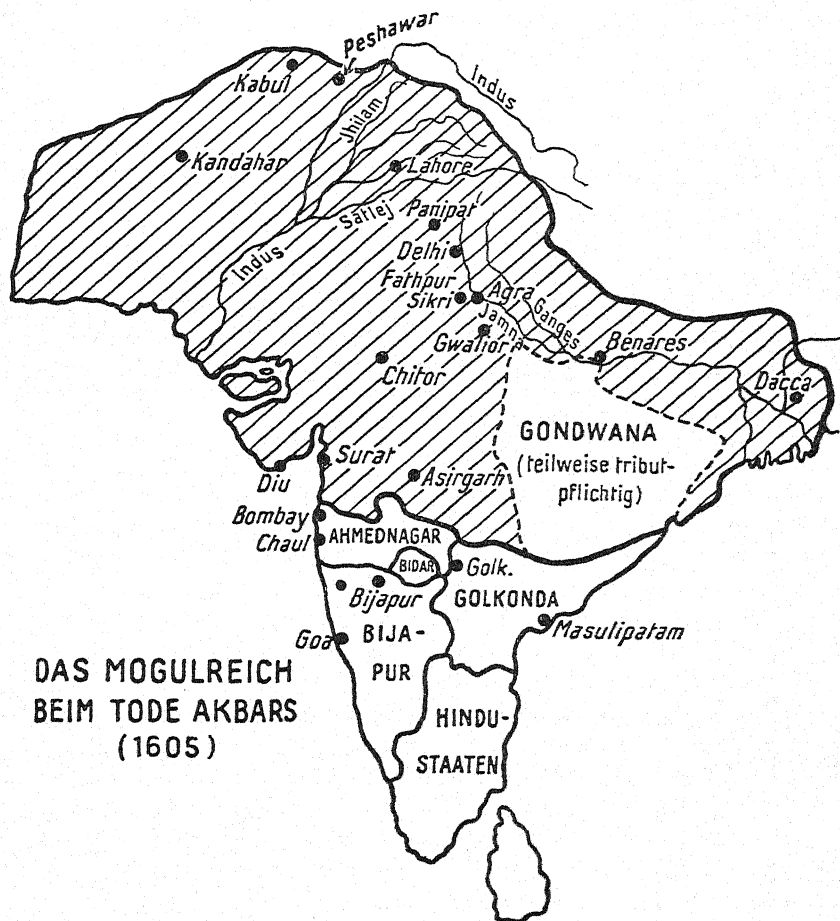 Peshawar
Kabul
Indus
Jhilam
Kandahar
Lahore
Satlej
Panipat
Indus
Delhi
Fathpur
Sikri
Agra
Ganges
Jamna
Gwalior
Benares
Chitor
Dacca
GONDWANA
(teilweise tribut-
pflichtig)
Surat
Diu
Asirgarh
Bombay
Chaul
AHMEDNAGAR
BIDAR
Golk.
Bijapur
GOLKONDA
Goa
BIJA-
PUR
Masulipatam
DAS MOGULREICH
BEIM TODE AKBARS
(1605)
HINDU-
STAATEN